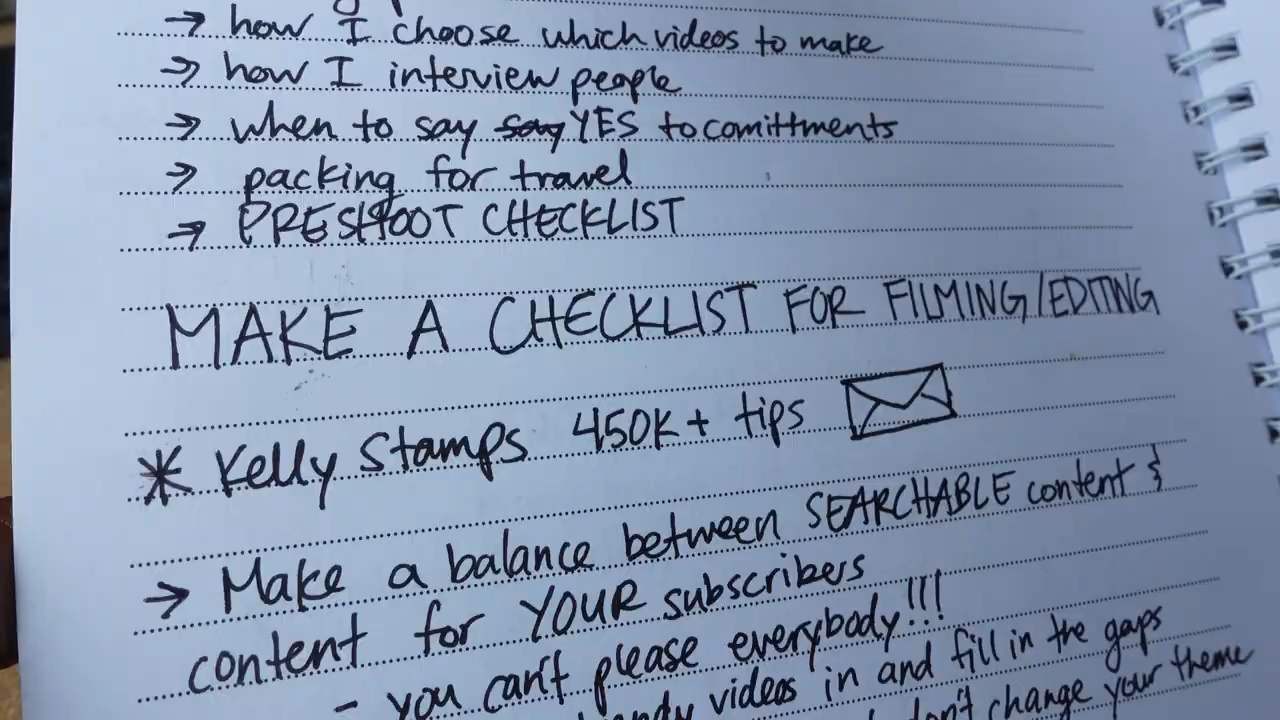 → how I choose which videos to make
→ how I interview people
→ when to say say YES to comittments
→ packing for travel
→ PRESHOOT CHECKLIST
MAKE A CHECKLIST FOR FILMING/EDITING
* Kelly Stamps 450K+ tips
→ Make a balance between SEARCHABLE content &
content for YOUR subscribers
- you can't please everybody!!!
videos in and fill in the gaps
don't change your theme